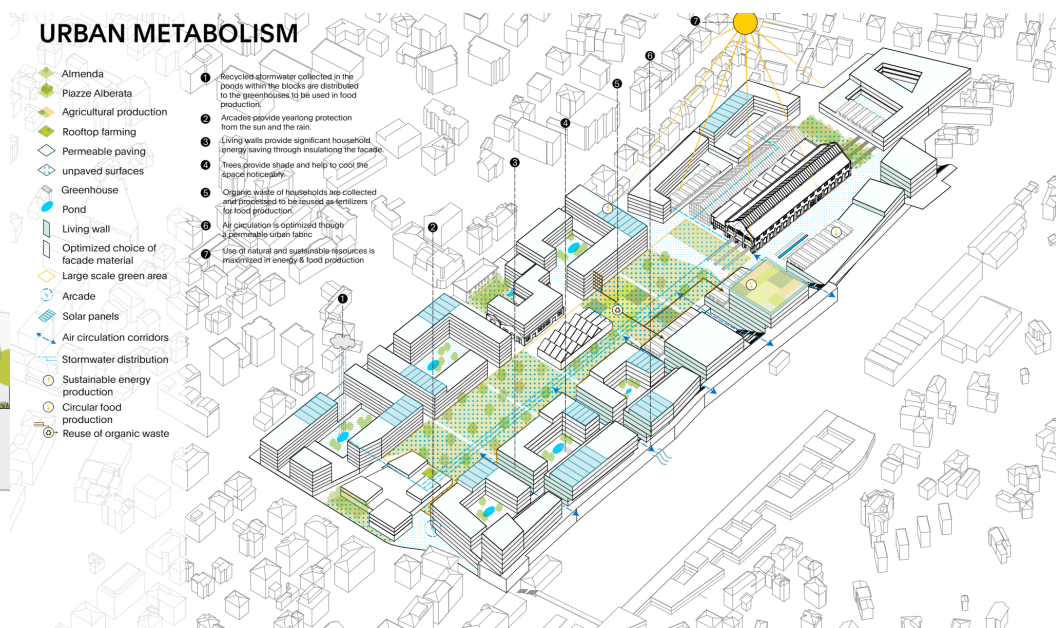 URBAN METABOLISM
Almenda
Piazze Alberata
Agricultural production
Rooftop farming
Permeable paving
unpaved surfaces
Greenhouse
Pond
Living wall
Optimized choice of
facade material
Large scale green area
Arcade
Solar panels
Air circulation corridors
Stormwater distribution
Sustainable energy
production
Circular food
production
Reuse of organic waste
1 Recycled stormwater collected in the
ponds within the blocks are distributed
to the greenhouses to be used in food
production.
2 Arcades provide yearlong protection
from the sun and the rain.
3 Living walls provide significant household
energy saving through insulationg the facade.
4 Trees provide shade and help to cool the
space noticeably.
5 Organic waste of households are collected
and processed to be reused as fertilizers
for food production.
6 Air circulation is optimized though
a permeable urban fabric
7 Use of natural and sustainable resources is
maximized in energy & food production
7
6
5
4
3
2
1